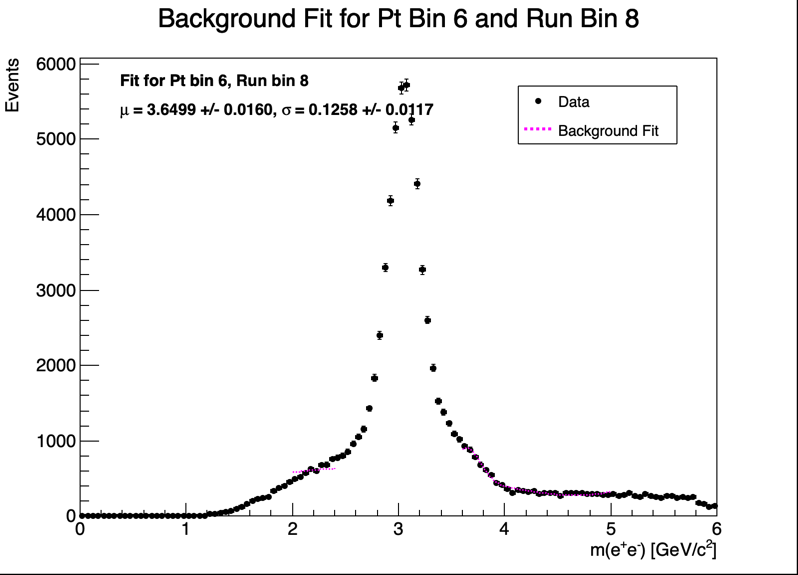 Background Fit for Pt Bin 6 and Run Bin 8
Events
6000
5000
4000
3000
2000
1000
0
Fit for Pt bin 6, Run bin 8
μ = 3.6499 +/- 0.0160, σ = 0.1258 +/- 0.0117
Data
Background Fit
0 1 2 3 4 5 6
m(e⁺e⁻) [GeV/c²]